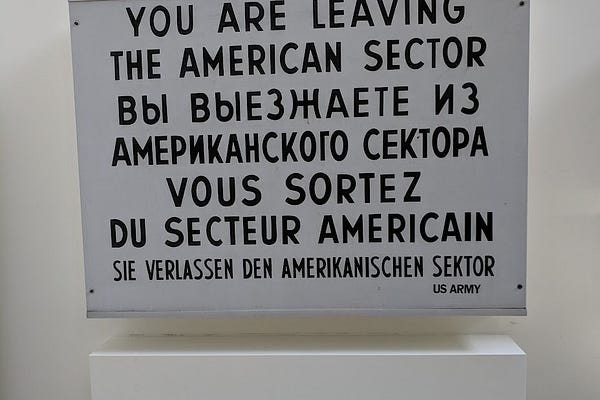 YOU ARE LEAVING
THE AMERICAN SECTOR
ВЫ ВЫЕЗЖАЕТЕ ИЗ
АМЕРИКАНСКОГО СЕКТОРА
VOUS SORTEZ
DU SECTEUR AMERICAIN
SIE VERLASSEN DEN AMERIKANISCHEN SEKTOR
US ARMY